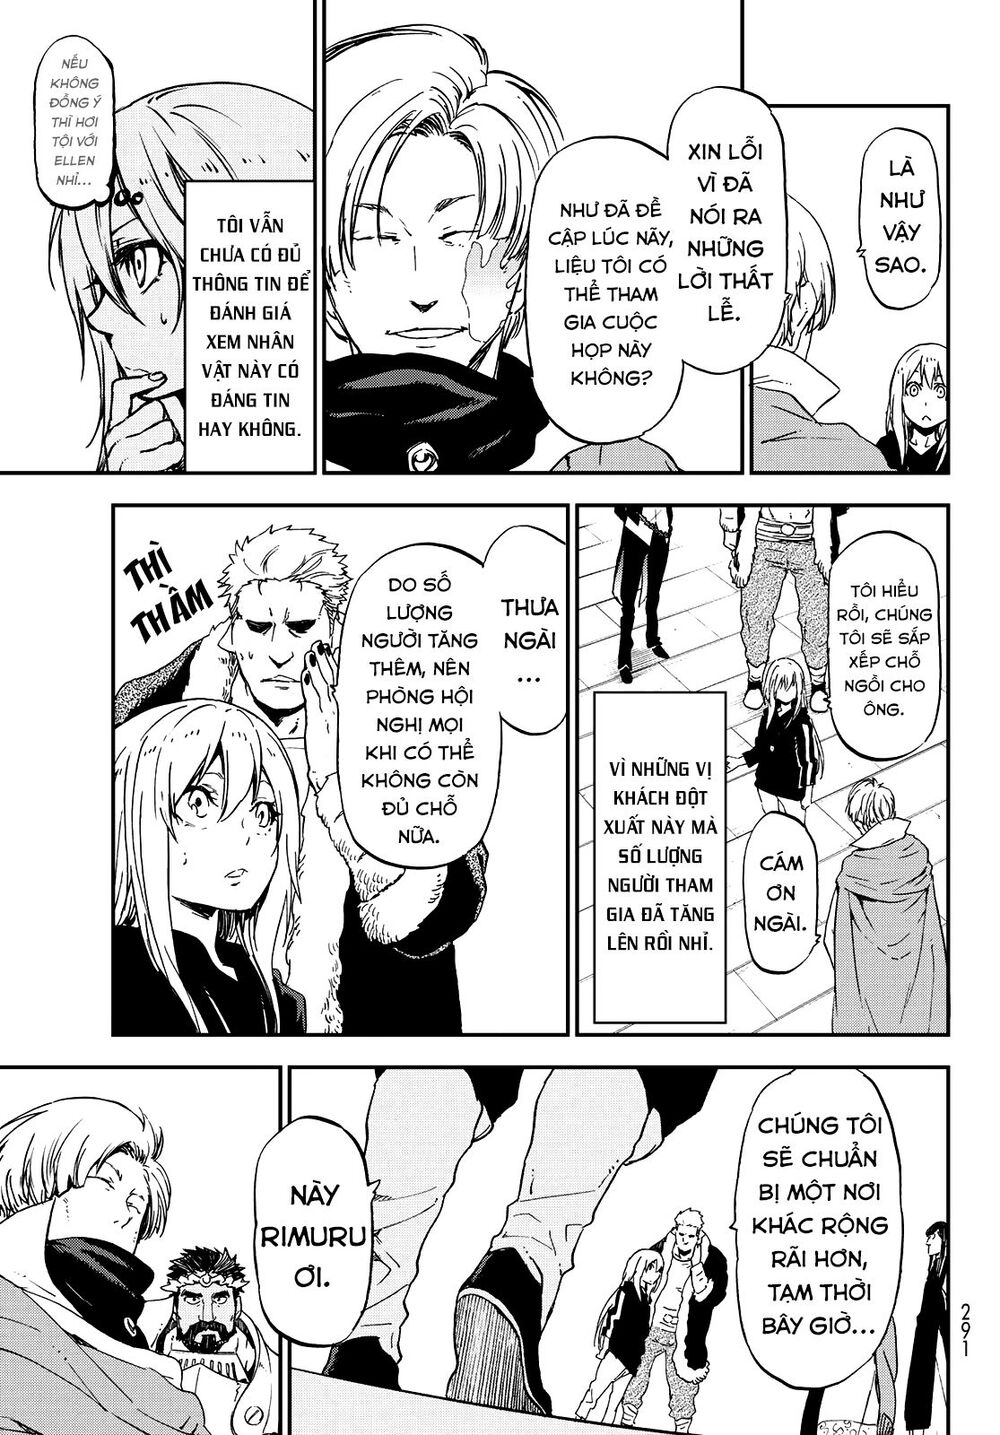 LÀ
NHƯ
VẬY
SAO.
XIN LỖI
VÌ ĐÃ
NÓI RA
NHỮNG
LỜI THẤT
LỄ.
NHƯ ĐÃ ĐỀ
CẬP LÚC NÃY,
LIỆU TÔI CÓ
THỂ THAM
GIA CUỘC
HỌP NÀY
KHÔNG?
NẾU
KHÔNG
ĐỒNG Ý
THÌ HƠI
TỘI VỚI
ELLEN
NHỈ...
TÔI VẪN
CHƯA CÓ ĐỦ
THÔNG TIN ĐỂ
ĐÁNH GIÁ
XEM NHÂN
VẬT NÀY CÓ
ĐÁNG TIN
HAY KHÔNG.
TÔI HIỂU
RỒI, CHÚNG
TÔI SẼ SẮP
XẾP CHỖ
NGỒI CHO
ÔNG.
CÁM
ƠN
NGÀI.
VÌ NHỮNG VỊ
KHÁCH ĐỘT
XUẤT NÀY MÀ
SỐ LƯỢNG
NGƯỜI THAM
GIA ĐÃ TĂNG
LÊN RỒI NHỈ.
THƯA
NGÀI
...
DO SỐ
LƯỢNG
NGƯỜI TĂNG
THÊM, NÊN
PHÒNG HỘI
NGHỊ MỌI
KHI CÓ THỂ
KHÔNG CÒN
ĐỦ CHỖ
NỮA.
THÌ
THẦM
CHÚNG TÔI
SẼ CHUẨN
BỊ MỘT NƠI
KHÁC RỘNG
RÃI HƠN,
TẠM THỜI
BÂY GIỜ...
NÀY
RIMURU
ƠI.
291